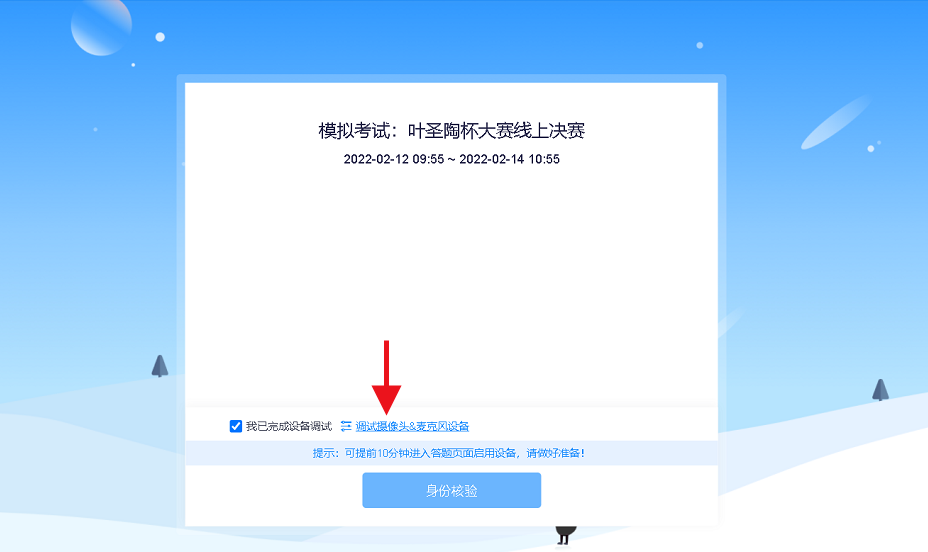 模拟考试：叶圣陶杯大赛线上决赛
2022-02-12 09:55 ~ 2022-02-14 10:55
我已完成设备调试 调试摄像头&麦克风设备
提示：可提前10分钟进入答题页面启用设备，请做好准备！
身份核验